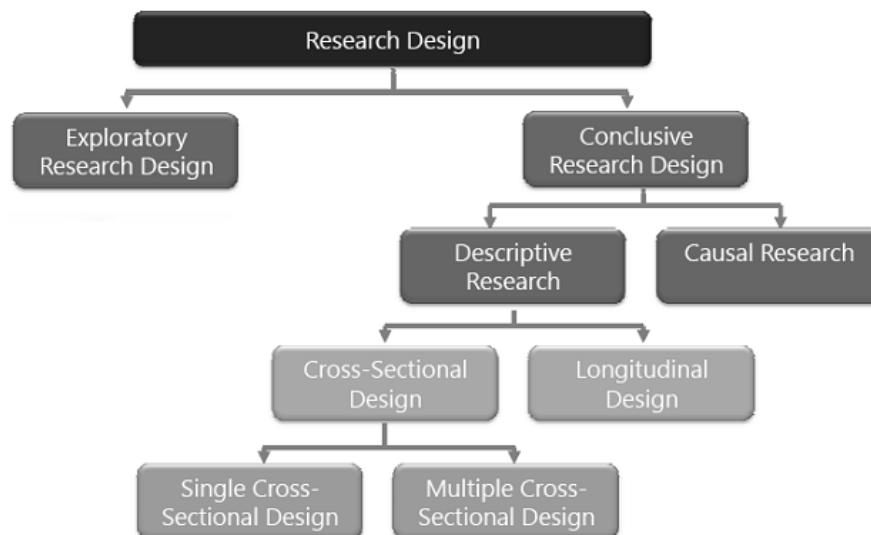 Research Design
Exploratory
Research Design
Conclusive
Research Design
Descriptive
Research
Causal Research
Cross-Sectional
Design
Longitudinal
Design
Single Cross-
Sectional Design
Multiple Cross-
Sectional Design